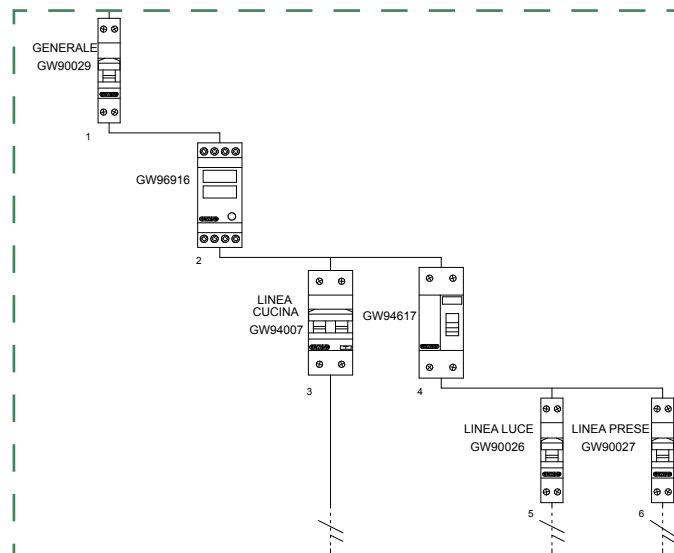 GENERALE
GW90029
1
GW96916
2
LINEA
CUCINA
GW94007
3
GW94617
4
LINEA LUCE
GW90026
5
LINEA PRESE
GW90027
6